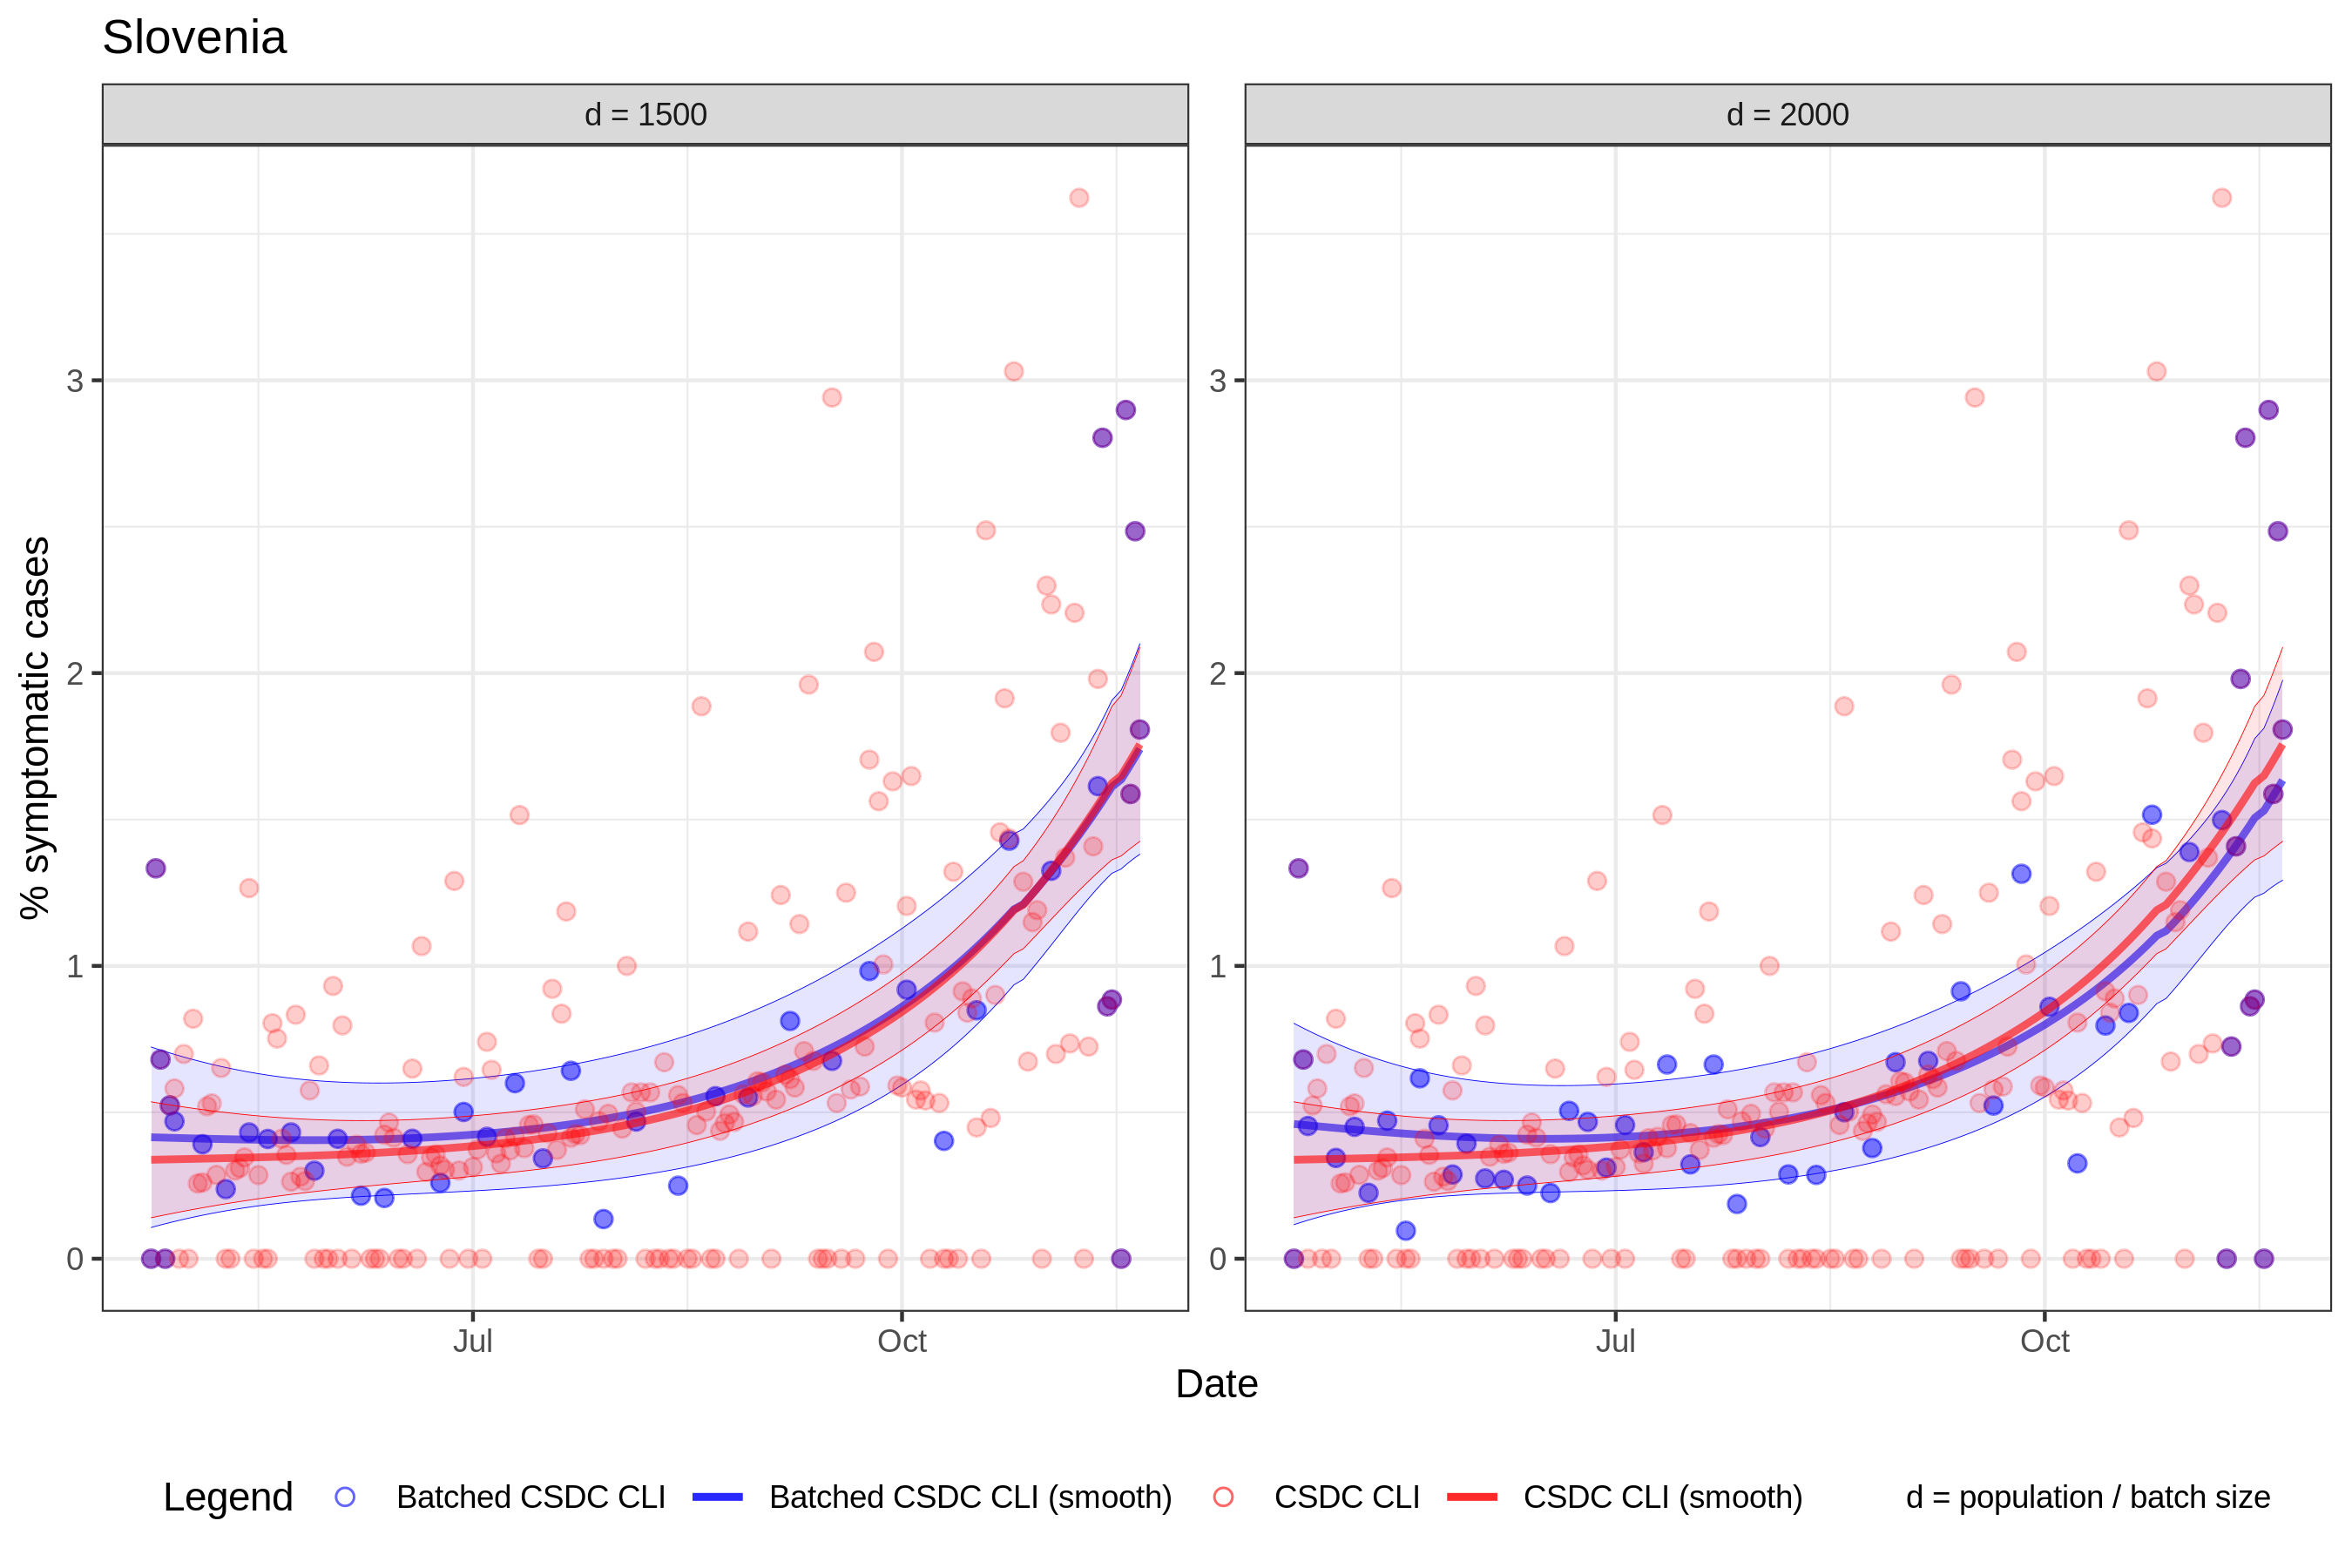 Slovenia
d = 1500
d = 2000
% symptomatic cases
3
2
1
0
3
2
1
0
Jul
Oct
Jul
Oct
Date
Legend
Batched CSDC CLI
Batched CSDC CLI (smooth)
CSDC CLI
CSDC CLI (smooth)
d = population / batch size